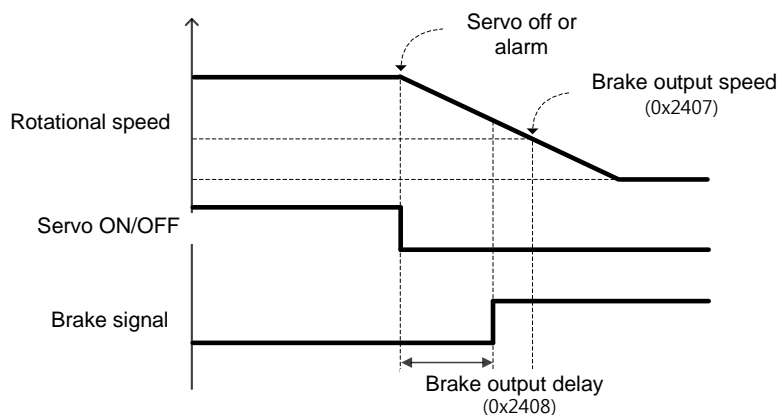 Servo off or
alarm
Brake output speed
(0x2407)
Rotational speed
Servo ON/OFF
Brake signal
Brake output delay
(0x2408)